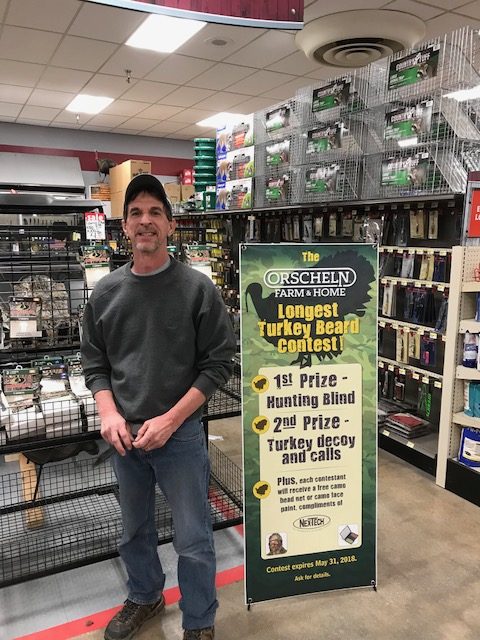 The
ORSCHELN
FARM & HOME
Longest
Turkey Beard
contest!
1st Prize -
Hunting Blind
2nd Prize -
Turkey decoy
and calls
Plus, each contestant
will receive a free camo
head net or camo face
paint, compliments of
NEXTECH
Contest expires May 31, 2018.
Ask for details.